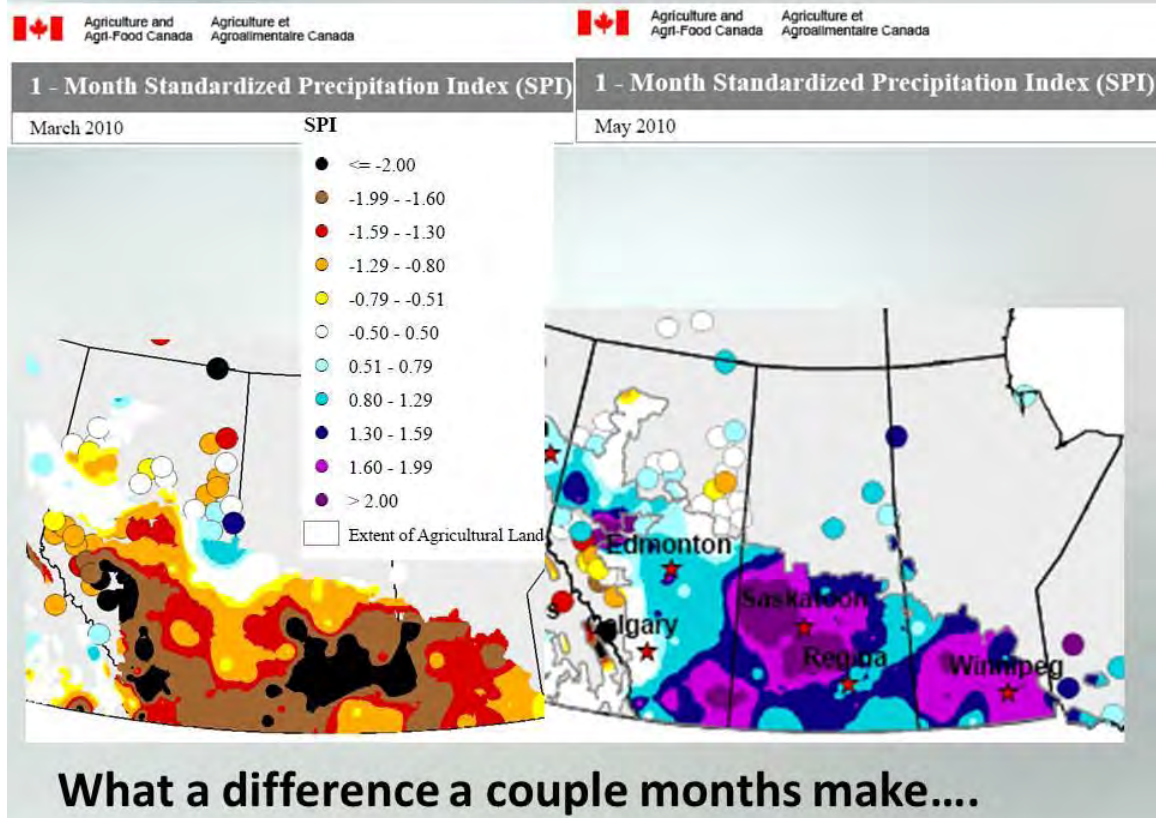 Agriculture and Agriculture et
Agri-Food Canada Agroalimentaire Canada
1 - Month Standardized Precipitation Index (SPI)
March 2010
SPI
<= -2.00
-1.99 - -1.60
-1.59 - -1.30
-1.29 - -0.80
-0.79 - -0.51
-0.50 - 0.50
0.51 - 0.79
0.80 - 1.29
1.30 - 1.59
1.60 - 1.99
> 2.00
Extent of Agricultural Land
Agriculture and Agriculture et
Agri-Food Canada Agroalimentaire Canada
1 - Month Standardized Precipitation Index (SPI)
May 2010
Edmonton
Saskatoon
Calgary
Regina
Winnipeg
What a difference a couple months make....